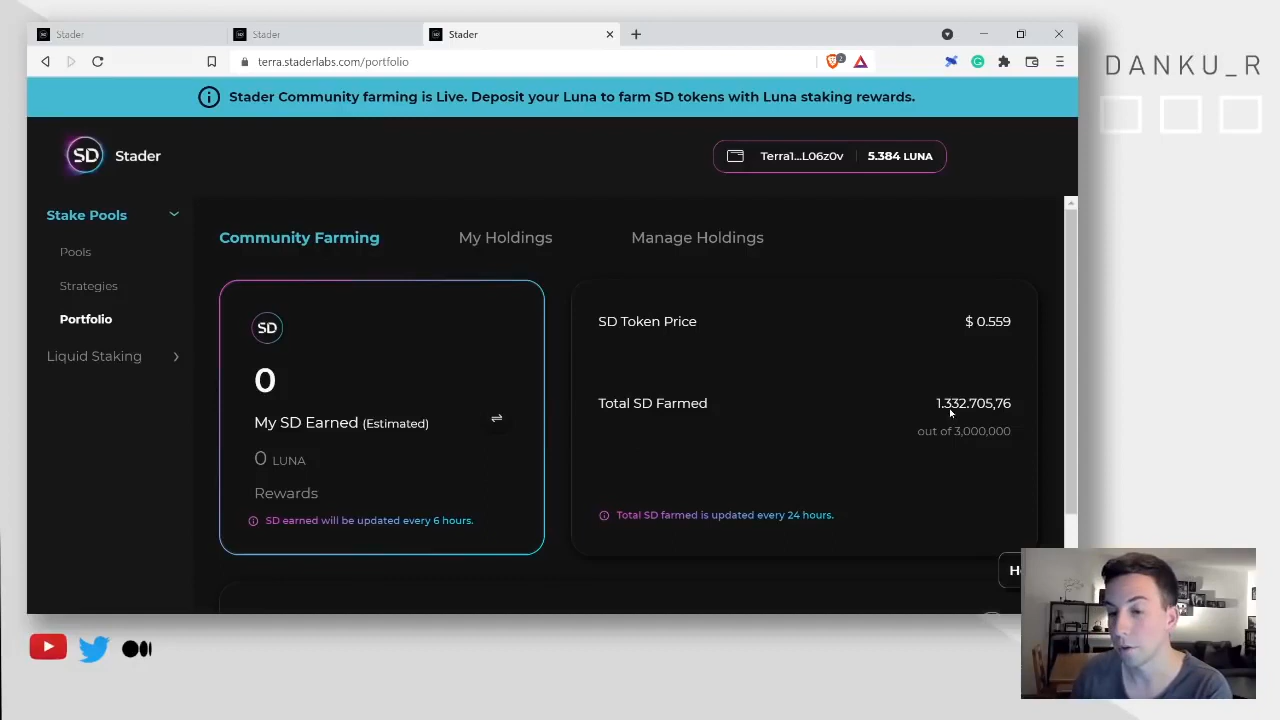 Stader
Stader
Stader
terra.staderlabs.com/portfolio
2
DANKU_R
Stader Community farming is Live. Deposit your Luna to farm SD tokens with Luna staking rewards.
SD Stader
Terra1...L06z0v 5.384 LUNA
Stake Pools
Pools
Strategies
Portfolio
Liquid Staking
Community Farming My Holdings Manage Holdings
SD
0
My SD Earned (Estimated)
0 LUNA
Rewards
SD earned will be updated every 6 hours.
SD Token Price $ 0.559
Total SD Farmed 1.332.705,76
out of 3,000,000
Total SD farmed is updated every 24 hours.